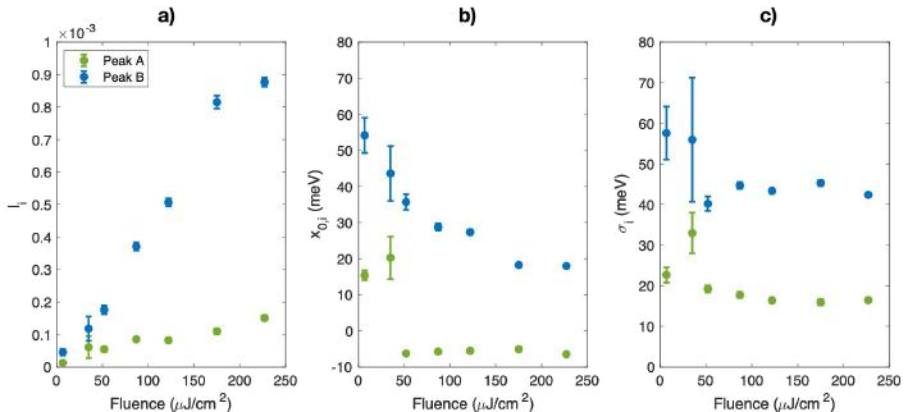 a)
×10⁻³
1
0.9
0.8
0.7
0.6
0.5
0.4
0.3
0.2
0.1
0
Iᵢ
Peak A
Peak B
0 50 100 150 200 250
Fluence (μJ/cm²)
b)
80
70
60
50
40
30
20
10
0
-10
x₀,ᵢ (meV)
0 50 100 150 200 250
Fluence (μJ/cm²)
c)
80
70
60
50
40
30
20
10
0
σᵢ (meV)
0 50 100 150 200 250
Fluence (μJ/cm²)